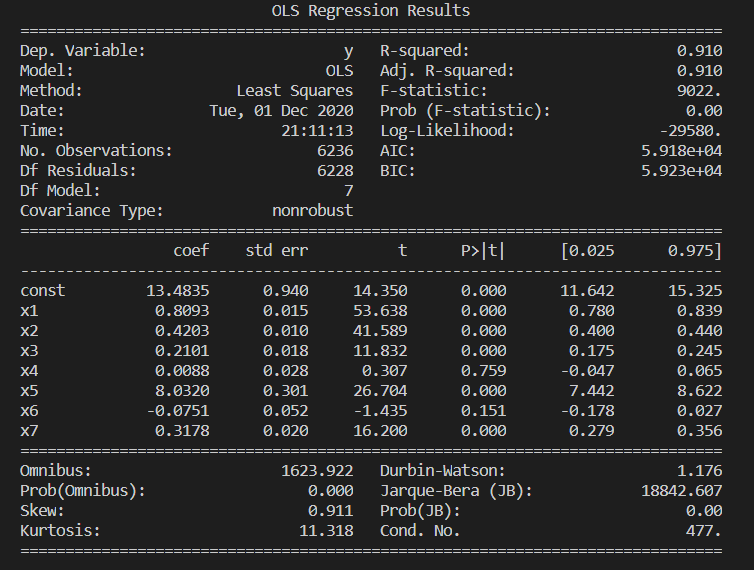 OLS Regression Results
==============================================================================
Dep. Variable:                      y   R-squared:                       0.910
Model:                            OLS   Adj. R-squared:                  0.910
Method:                 Least Squares   F-statistic:                     9022.
Date:                Tue, 01 Dec 2020   Prob (F-statistic):               0.00
Time:                        21:11:13   Log-Likelihood:                -29580.
No. Observations:                6236   AIC:                         5.918e+04
Df Residuals:                    6228   BIC:                         5.923e+04
Df Model:                           7
Covariance Type:            nonrobust
==============================================================================
                 coef    std err          t      P>|t|      [0.025      0.975]
------------------------------------------------------------------------------
const         13.4835      0.940     14.350      0.000      11.642      15.325
x1             0.8093      0.015     53.638      0.000       0.780       0.839
x2             0.4203      0.010     41.589      0.000       0.400       0.440
x3             0.2101      0.018     11.832      0.000       0.175       0.245
x4             0.0088      0.028      0.307      0.759      -0.047       0.065
x5             8.0320      0.301     26.704      0.000       7.442       8.622
x6            -0.0751      0.052     -1.435      0.151      -0.178       0.027
x7             0.3178      0.020     16.200      0.000       0.279       0.356
==============================================================================
Omnibus:                     1623.922   Durbin-Watson:                   1.176
Prob(Omnibus):                  0.000   Jarque-Bera (JB):            18842.607
Skew:                           0.911   Prob(JB):                         0.00
Kurtosis:                      11.318   Cond. No.                         477.
==============================================================================